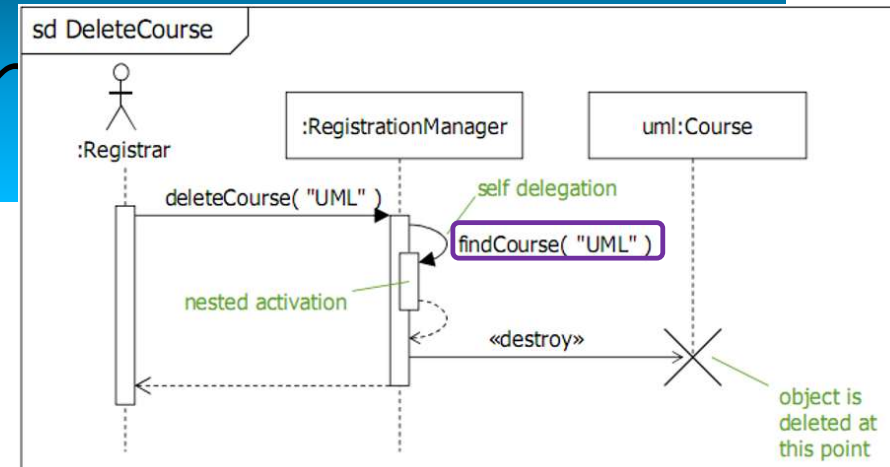 sd DeleteCourse
:Registrar
:RegistrationManager
uml:Course
deleteCourse( "UML" )
self delegation
findCourse( "UML" )
nested activation
«destroy»
object is
deleted at
this point